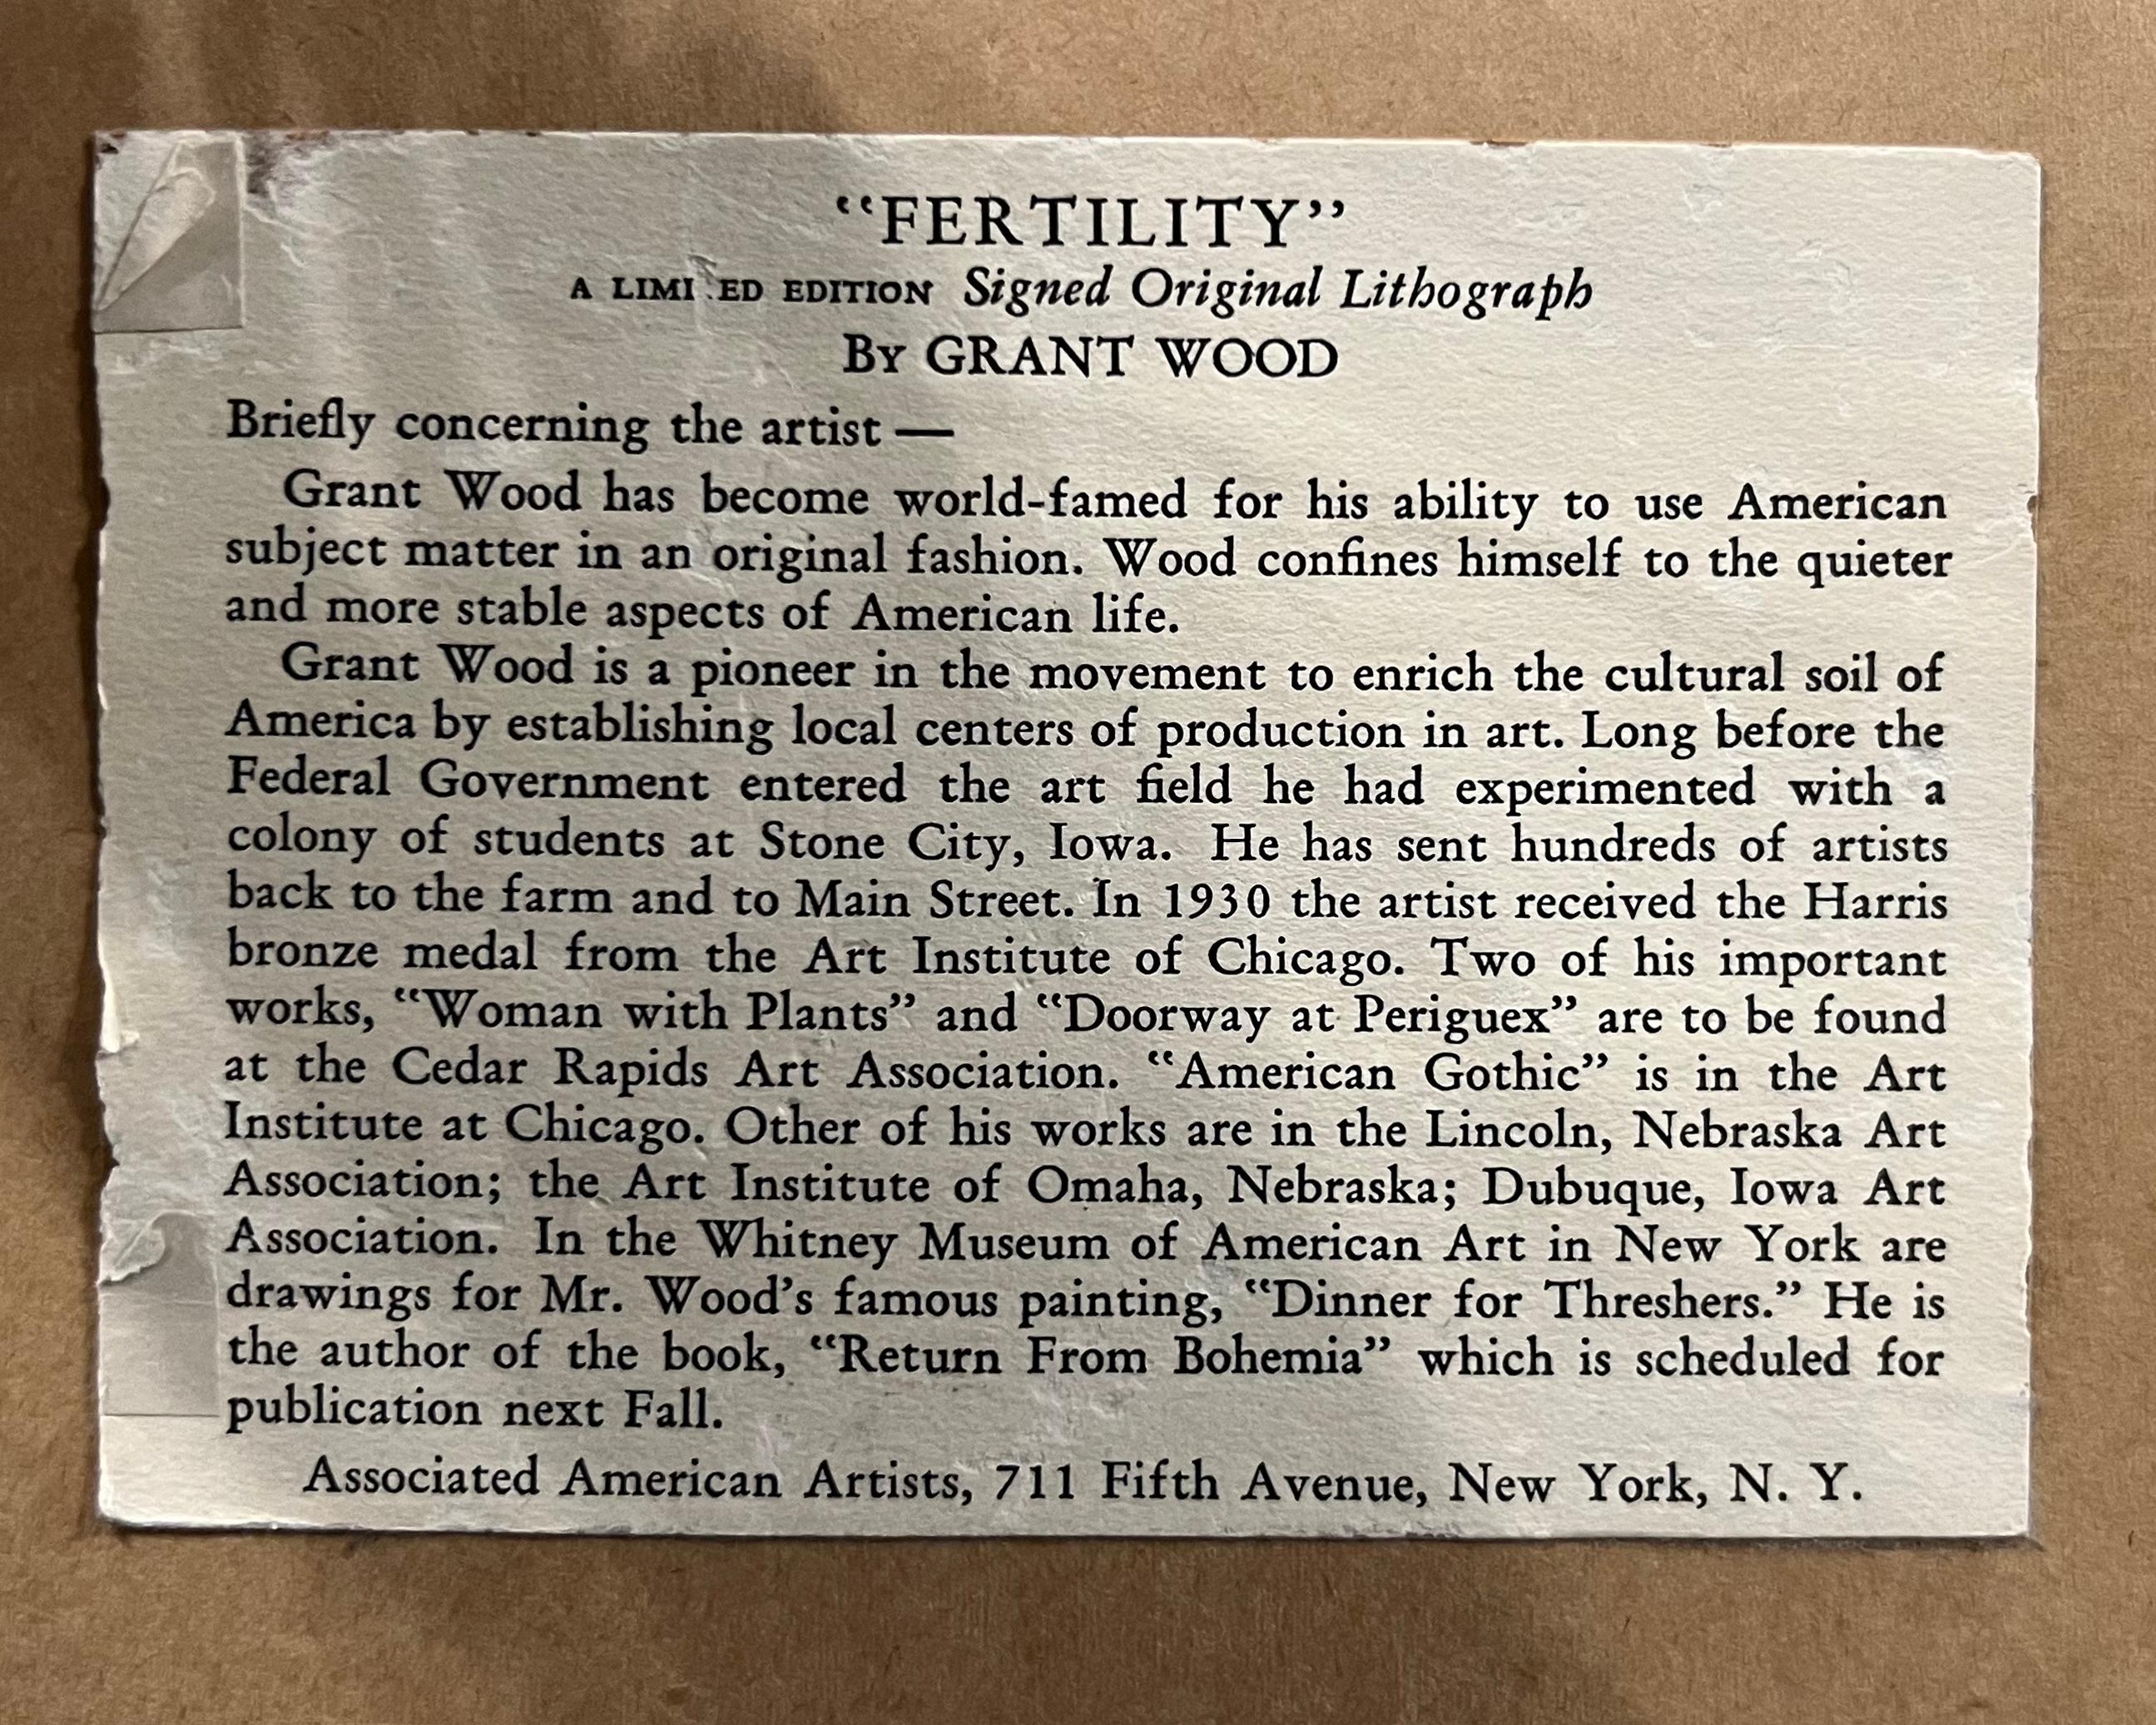 “FERTILITY”
A LIMI ED EDITION Signed Original Lithograph
By GRANT WOOD
Briefly concerning the artist —
Grant Wood has become world-famed for his ability to use American
subject matter in an original fashion. Wood confines himself to the quieter
and more stable aspects of American life.
Grant Wood is a pioneer in the movement to enrich the cultural soil of
America by establishing local centers of production in art. Long before the
Federal Government entered the art field he had experimented with a
colony of students at Stone City, Iowa. He has sent hundreds of artists
back to the farm and to Main Street. In 1930 the artist received the Harris
bronze medal from the Art Institute of Chicago. Two of his important
works, “Woman with Plants” and “Doorway at Periguex” are to be found
at the Cedar Rapids Art Association. “American Gothic” is in the Art
Institute at Chicago. Other of his works are in the Lincoln, Nebraska Art
Association; the Art Institute of Omaha, Nebraska; Dubuque, Iowa Art
Association. In the Whitney Museum of American Art in New York are
drawings for Mr. Wood’s famous painting, “Dinner for Threshers.” He is
the author of the book, “Return From Bohemia” which is scheduled for
publication next Fall.
Associated American Artists, 711 Fifth Avenue, New York, N. Y.